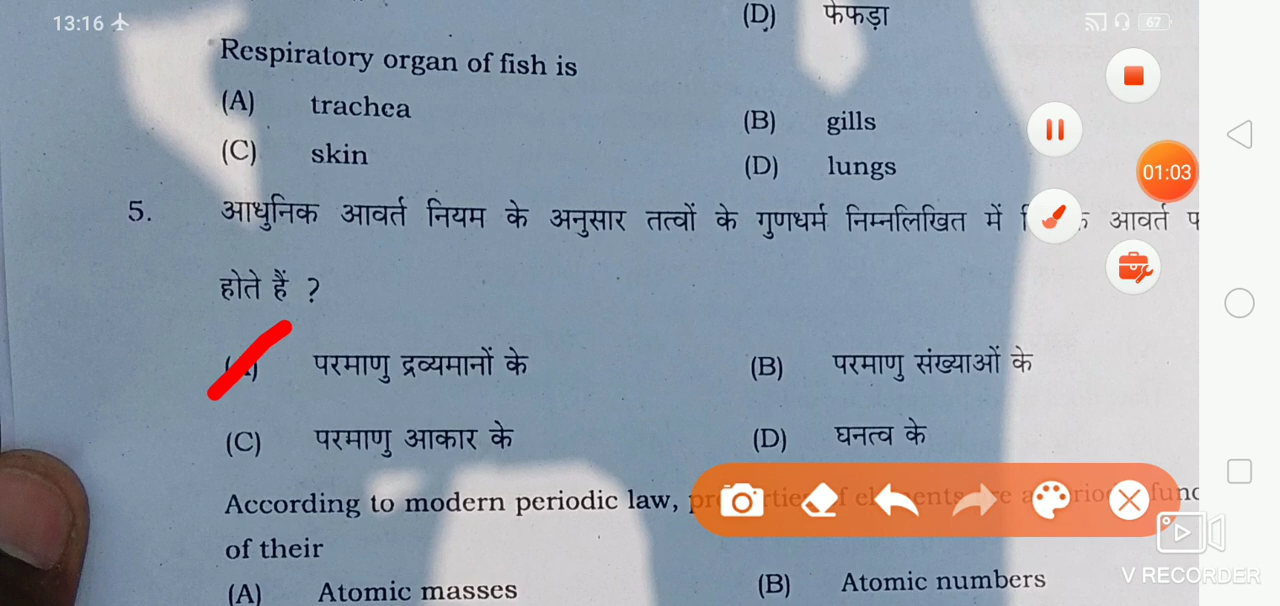 13:16
67
(D) फेफड़ा
Respiratory organ of fish is
(A) trachea
(B) gills
(C) skin
(D) lungs
01:03
5. आधुनिक आवर्त नियम के अनुसार तत्वों के गुणधर्म निम्नलिखित में आवर्त
होते हैं ?
परमाणु द्रव्यमानों के
(B) परमाणु संख्याओं के
(C) परमाणु आकार के
(D) घनत्व के
According to modern periodic law,
of their
(A) Atomic masses
(B) Atomic numbers
V RECORDER